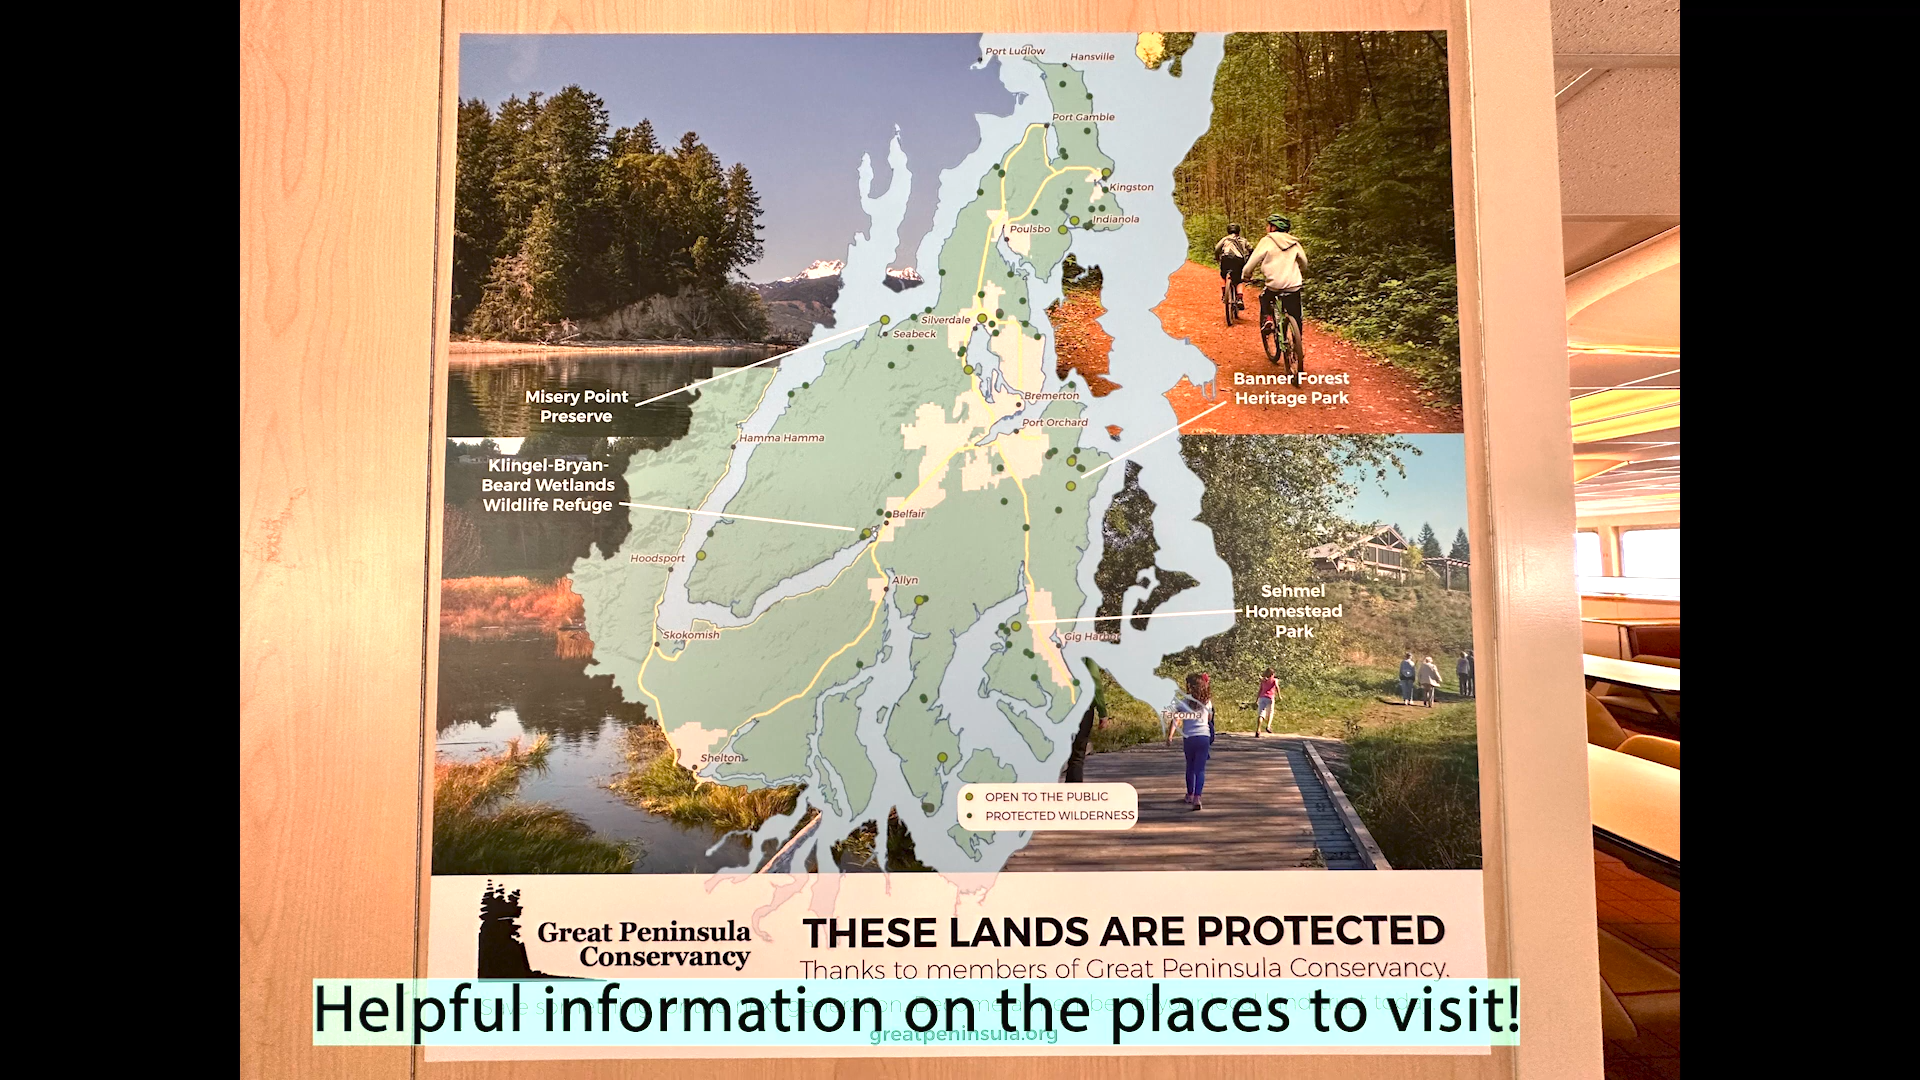 Port Ludlow
Hansville
Port Gamble
Kingston
Indianola
Poulsbo
Silverdale
Seabeck
Misery Point
Preserve
Banner Forest
Heritage Park
Bremerton
Port Orchard
Hamma Hamma
Klingel-Bryan-
Beard Wetlands
Wildlife Refuge
Belfair
Hoodsport
Allyn
Sehmel
Homestead
Park
Skokomish
Gig Harbor
Tacoma
Shelton
OPEN TO THE PUBLIC
PROTECTED WILDERNESS
Great Peninsula
Conservancy
THESE LANDS ARE PROTECTED
Thanks to members of Great Peninsula Conservancy.
Helpful information on the places to visit!
greatpeninsula.org